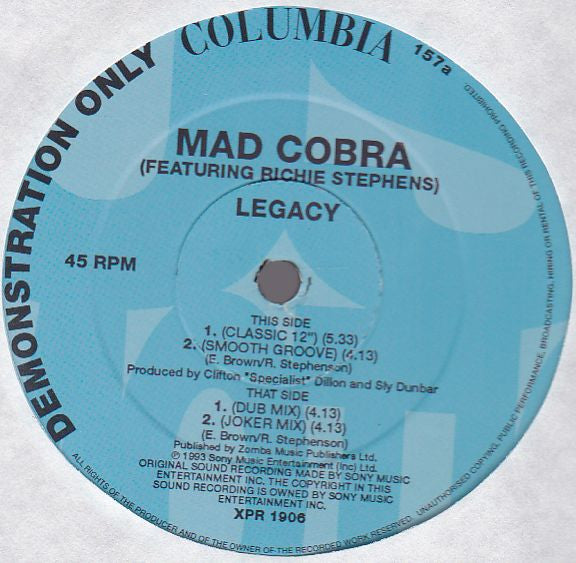 DEMONSTRATION ONLY
COLUMBIA
157a
MAD COBRA
(FEATURING RICHIE STEPHENS)
LEGACY
45 RPM
THIS SIDE
1. (CLASSIC 12") (5.33)
2. (SMOOTH GROOVE) (4.13)
(E. Brown/R. Stephenson)
Produced by Clifton "Specialist" Dillon and Sly Dunbar
THAT SIDE
1. (DUB MIX) (4.13)
2. (JOKER MIX) (4.13)
(E. Brown/R. Stephenson)
Published by Zomba Music Publishers Ltd.
℗ 1993 Sony Music Entertainment (Inc) Ltd.
ORIGINAL SOUND RECORDING MADE BY SONY MUSIC
ENTERTAINMENT INC. THE COPYRIGHT IN THIS
SOUND RECORDING IS OWNED BY SONY MUSIC
ENTERTAINMENT INC.
XPR 1906
ALL RIGHTS OF THE PRODUCER AND OF THE OWNER OF THE RECORDED WORK RESERVED. UNAUTHORISED COPYING, PUBLIC PERFORMANCE, BROADCASTING, HIRING OR RENTAL OF THIS RECORDING PROHIBITED